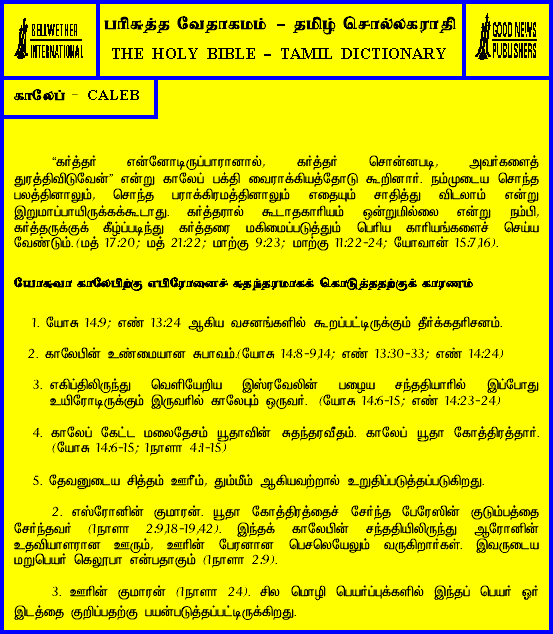 BELLWETHER
INTERNATIONAL
பரிசுத்த வேதாகமம் - தமிழ் சொல்லகராதி
THE HOLY BIBLE - TAMIL DICTIONARY
GOOD NEWS
PUBLISHERS
காலேப் - CALEB
“கர்த்தர் என்னோடிருப்பாரானால், கர்த்தர் சொன்னபடி, அவர்களைத்
துரத்திவிடுவேன்” என்று காலேப் பக்தி வைராக்கியத்தோடு கூறினார். நம்முடைய சொந்த
பலத்தினாலும், சொந்த பராக்கிரமத்தினாலும் எதையும் சாதித்து விடலாம் என்று
இறுமாப்பாயிருக்கக்கூடாது. கர்த்தரால் கூடாதகாரியம் ஒன்றுமில்லை என்று நம்பி,
கர்த்தருக்குக் கீழ்ப்படிந்து கர்த்தரை மகிமைப்படுத்தும் பெரிய காரியங்களைச் செய்ய
வேண்டும்.(மத் 17:20; மத் 21:22; மாற்கு 9:23; மாற்கு 11:22-24; யோவான் 15:7,16).
யோசுவா காலேபிற்கு எபிரோனைச் சுதந்தரமாகக் கொடுத்ததற்குக் காரணம்
1. யோசு 14:9; எண் 13:24 ஆகிய வசனங்களில் கூறப்பட்டிருக்கும் தீர்க்கதரிசனம்.
2. காலேபின் உண்மையான சுபாவம்.(யோசு 14:8-9,14; எண் 13:30-33; எண் 14:24)
3. எகிப்திலிருந்து வெளியேறிய இஸ்ரவேலின் பழைய சந்ததியாரில் இப்போது
உயிரோடிருக்கும் இருவரில் காலேபும் ஒருவர். (யோசு 14:6-15; எண் 14:23-24)
4. காலேப் கேட்ட மலைதேசம் யூதாவின் சுதந்தரவீதம். காலேப் யூதா கோத்திரத்தார்.
(யோசு 14:6-15; 1நாளா 4:1-15)
5. தேவனுடைய சித்தம் ஊரீம், தும்மீம் ஆகியவற்றால் உறுதிப்படுத்தப்படுகிறது.
2. எஸ்ரோனின் குமாரன். யூதா கோத்திரத்தைச் சேர்ந்த பேரேஸின் குடும்பத்தை
சேர்ந்தவர் (1நாளா 2:9,18-19,42). இந்தக் காலேபின் சந்ததியிலிருந்து ஆரோனின்
உதவியாளரான ஊரும், ஊரின் பேரனான பெசலெயேலும் வருகிறார்கள். இவருடைய
மறுபெயர் கெலூபா என்பதாகும் (1நாளா 2:9).
3. ஊரின் குமாரன் (1நாளா 24). சில மொழி பெயர்ப்புக்களில் இந்தப் பெயர் ஓர்
இடத்தை குறிப்பதற்கு பயன்படுத்தப்பட்டிருக்கிறது.